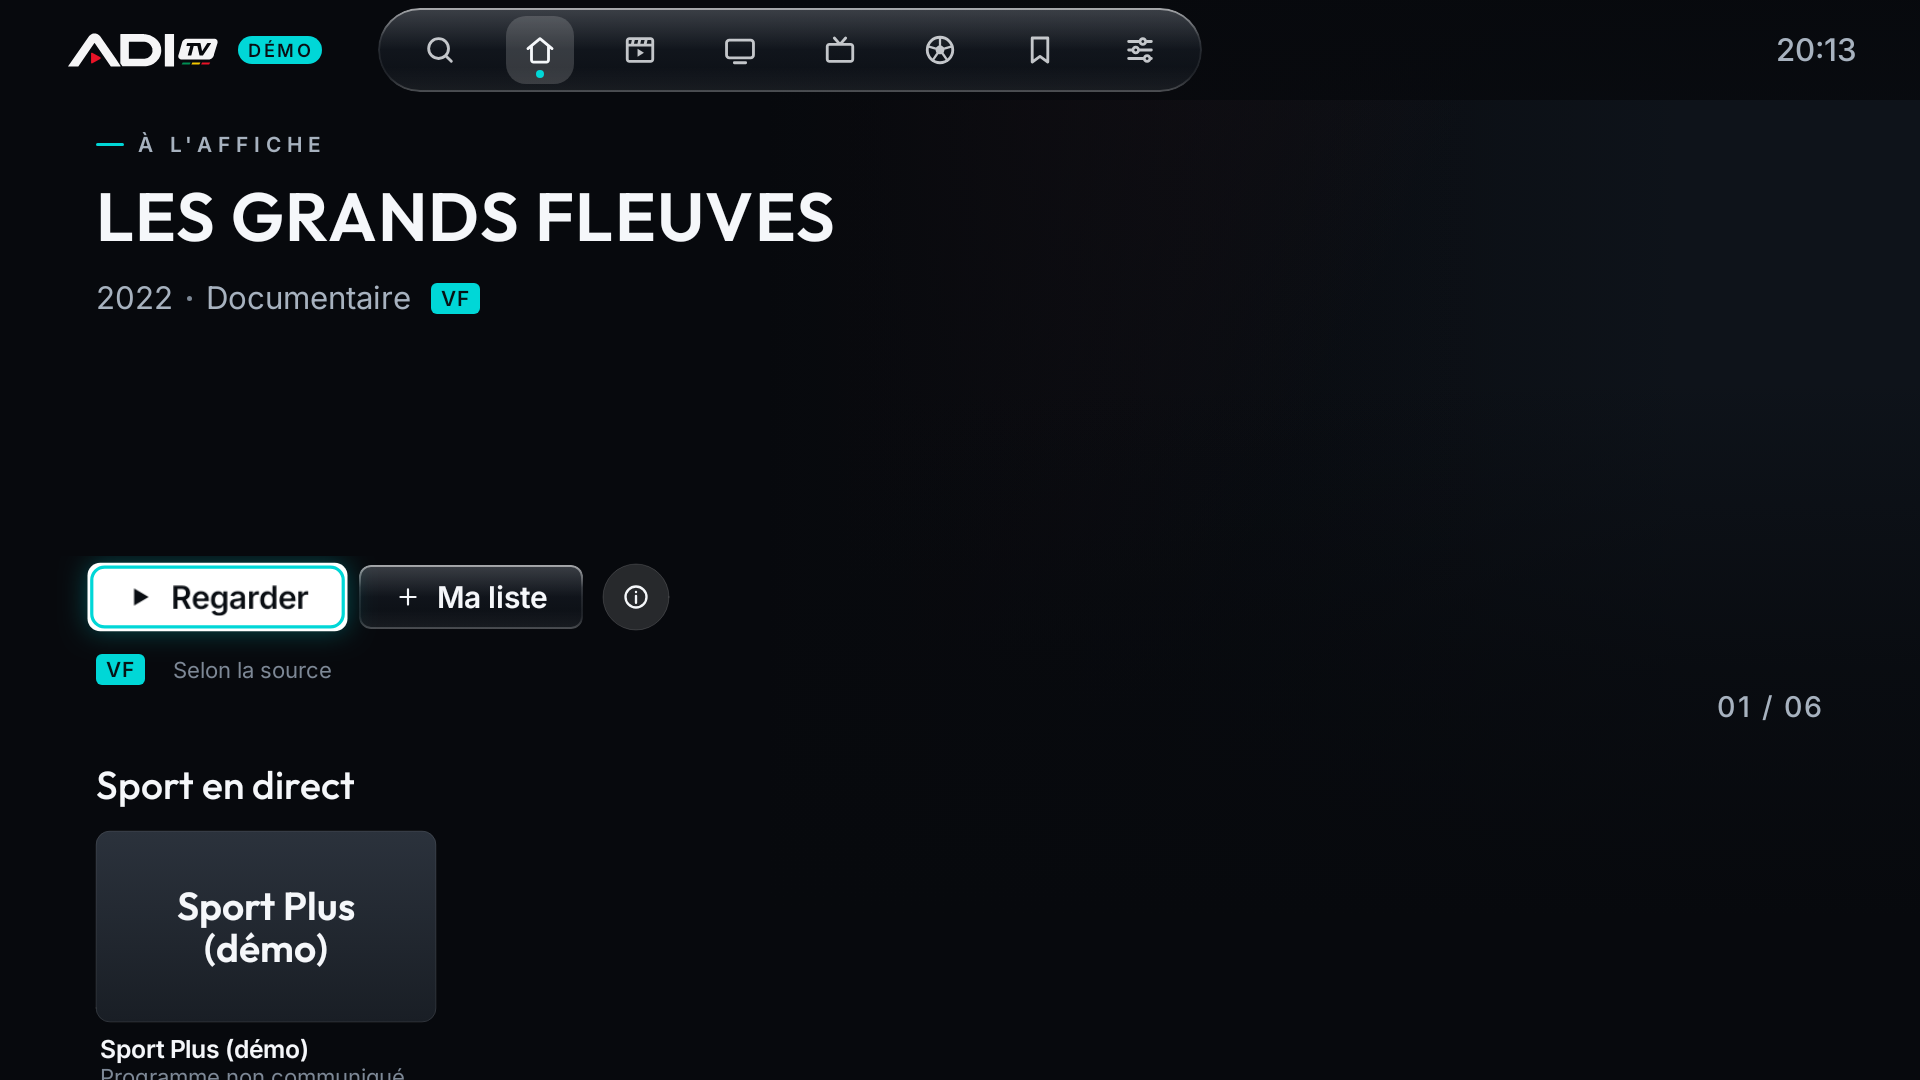 ADI TV DÉMO
20:13
À L'AFFICHE
LES GRANDS FLEUVES
2022 · Documentaire VF
Regarder
Ma liste
VF Selon la source
01 / 06
Sport en direct
Sport Plus
(démo)
Sport Plus (démo)
Programme non communiqué